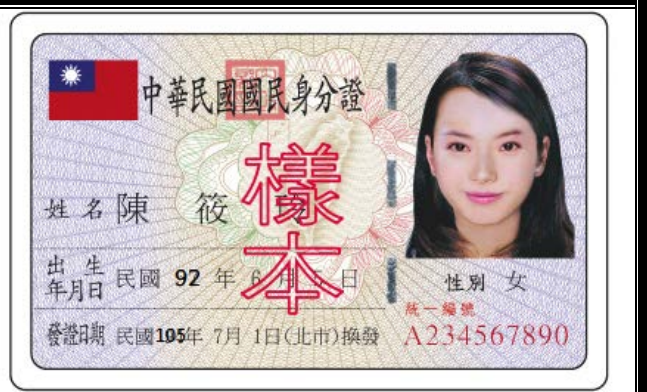 中華民國國民身分證
樣本
姓名 陳 筱 玲
出生年月日 民國 92 年 6 月 5 日
性別 女
發證日期 民國105年 7月 1日(北市)換發
統一編號
A234567890